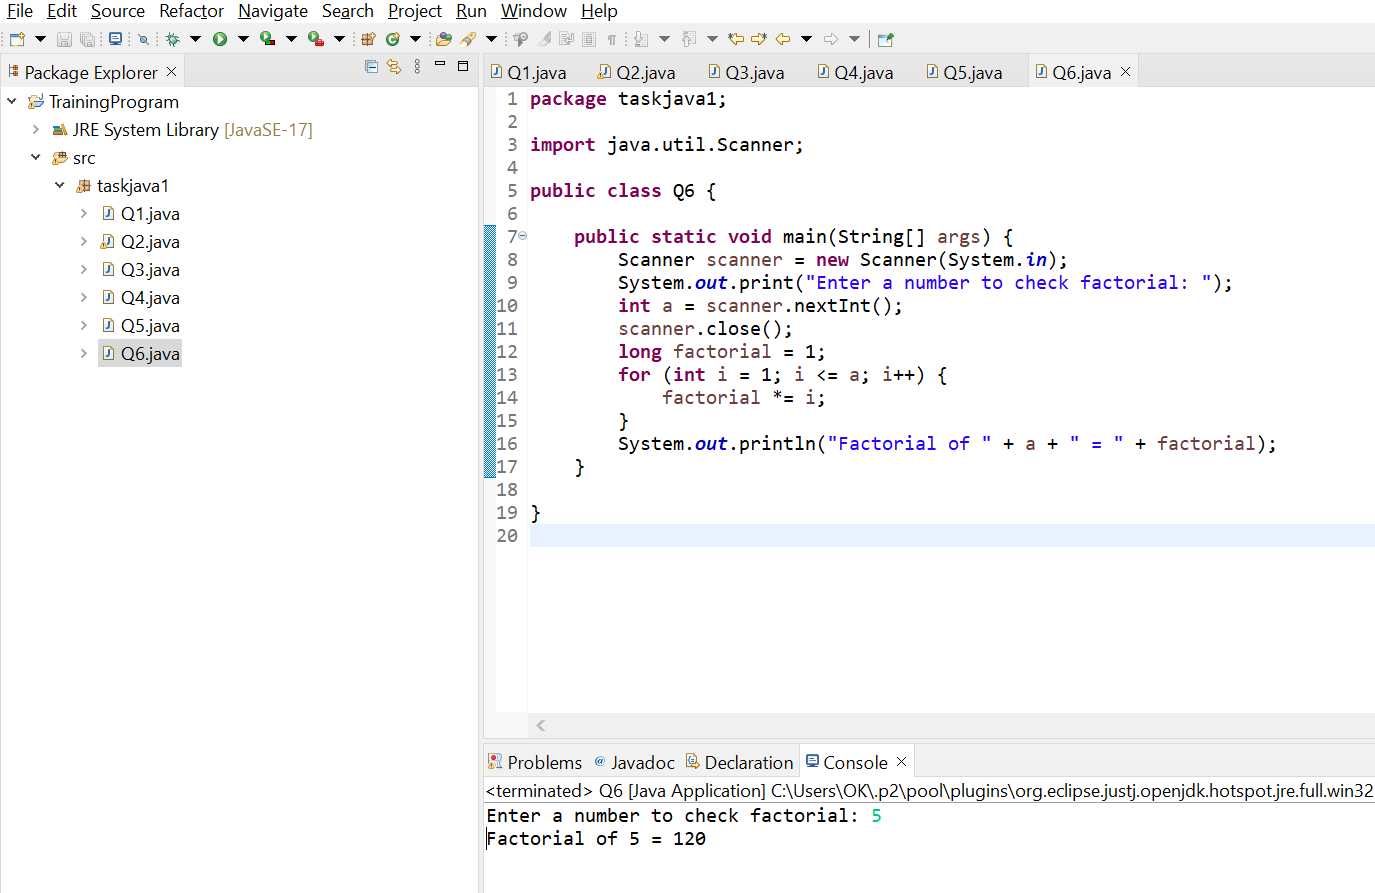 File Edit Source Refactor Navigate Search Project Run Window Help
Package Explorer
TrainingProgram
JRE System Library [JavaSE-17]
src
taskjava1
Q1.java
Q2.java
Q3.java
Q4.java
Q5.java
Q6.java
Q1.java Q2.java Q3.java Q4.java Q5.java Q6.java
1 package taskjava1;
2
3 import java.util.Scanner;
4
5 public class Q6 {
6
7     public static void main(String[] args) {
8         Scanner scanner = new Scanner(System.in);
9         System.out.print("Enter a number to check factorial: ");
10         int a = scanner.nextInt();
11         scanner.close();
12         long factorial = 1;
13         for (int i = 1; i <= a; i++) {
14             factorial *= i;
15         }
16         System.out.println("Factorial of " + a + " = " + factorial);
17     }
18
19 }
20
Problems @ Javadoc Declaration Console
<terminated> Q6 [Java Application] C:\Users\OK\.p2\pool\plugins\org.eclipse.justj.openjdk.hotspot.jre.full.win32
Enter a number to check factorial: 5
Factorial of 5 = 120